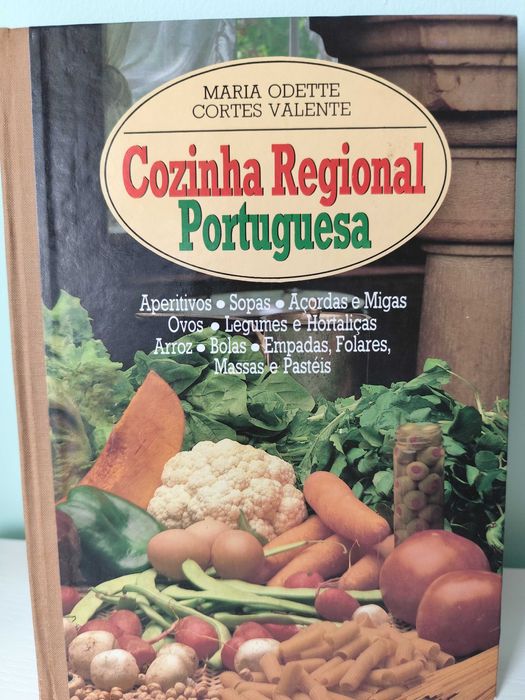 MARIA ODETTE
CORTES VALENTE
Cozinha Regional
Portuguesa
Aperitivos • Sopas • Açordas e Migas
Ovos • Legumes e Hortaliças
Arroz • Bolas • Empadas, Folares,
Massas e Pastéis